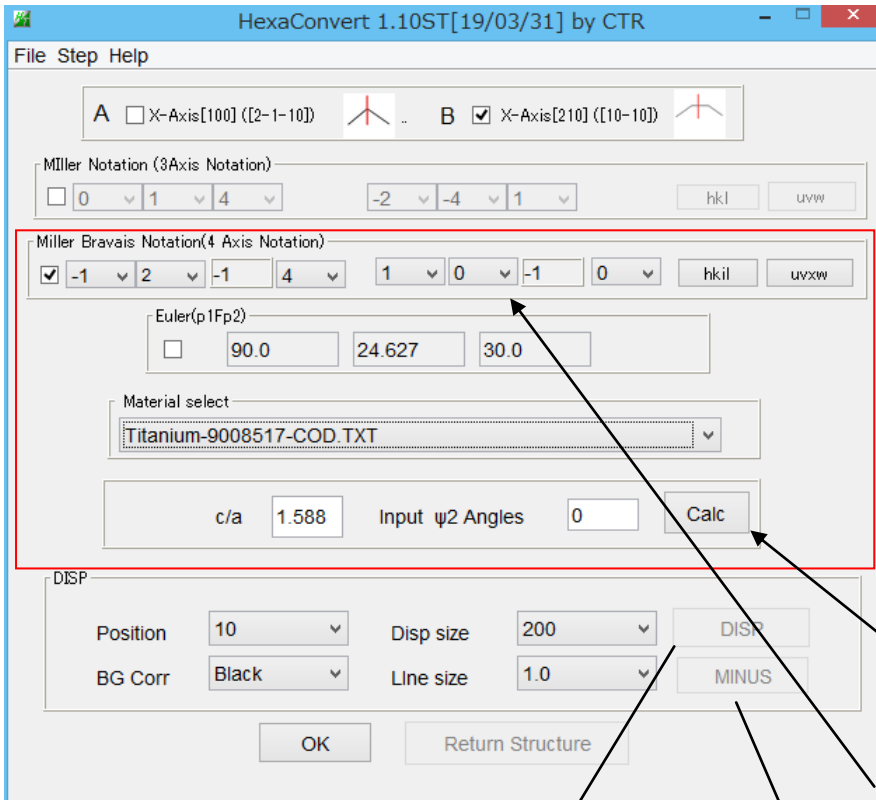 HexaConvert 1.10ST[19/03/31] by CTR
File Step Help
A X-Axis[100] ([2-1-10]) .. B X-Axis[210] ([10-10])
MIller Notation (3Axis Notation)
0 1 4 -2 -4 1 hkl uvw
Miller Bravais Notation(4 Axis Notation)
-1 2 -1 4 1 0 -1 0 hkil uvxw
Euler(p1Fp2)
90.0 24.627 30.0
Material select
Titanium-9008517-COD.TXT
c/a 1.588 Input ψ2 Angles 0 Calc
DISP
Position 10 Disp size 200 DISP
BG Corr Black LIne size 1.0 MINUS
OK Return Structure